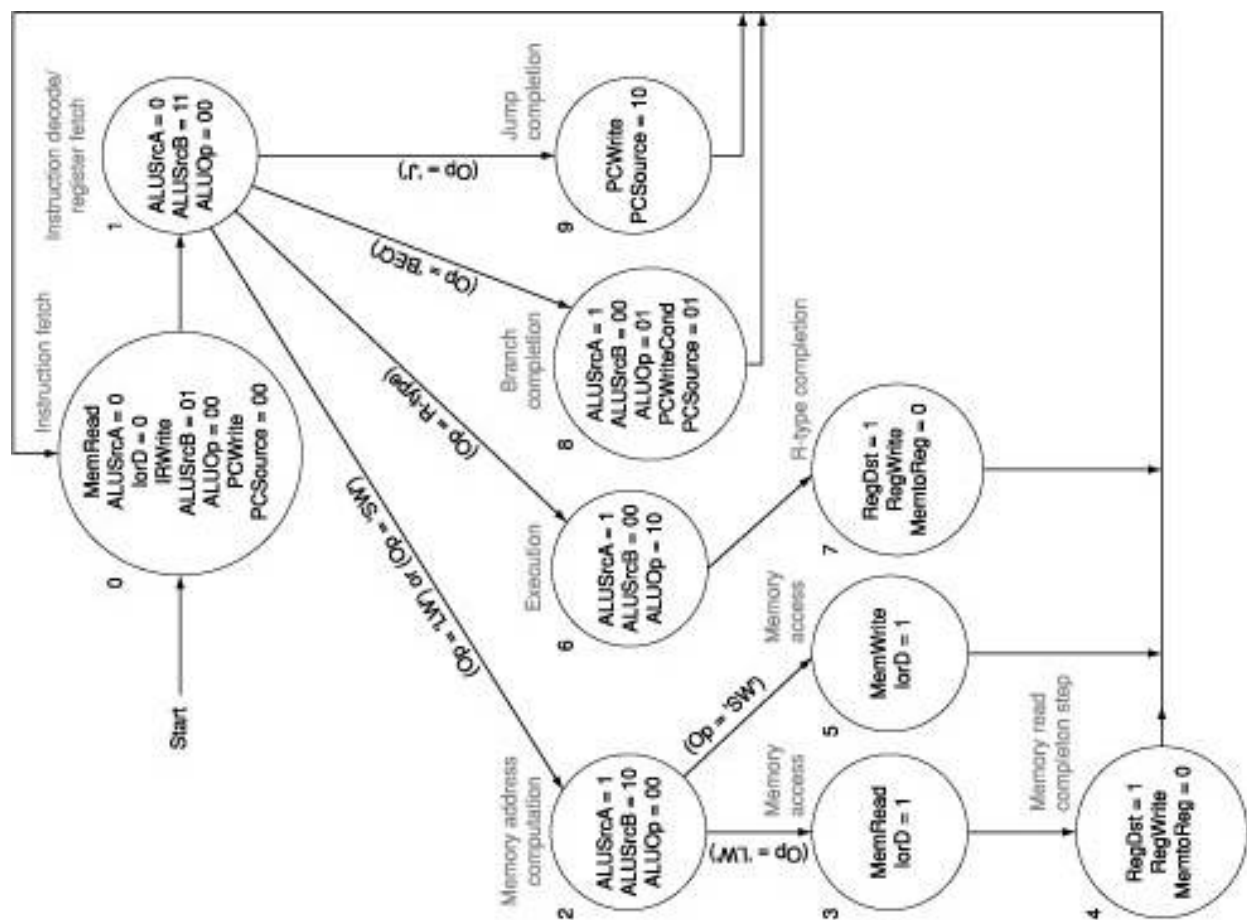 Start
Instruction fetch
0
MemRead
ALUSrcA = 0
IorD = 0
IRWrite
ALUSrcB = 01
ALUOp = 00
PCWrite
PCSource = 00
Instruction decode/
register fetch
1
ALUSrcA = 0
ALUSrcB = 11
ALUOp = 00
(Op = 'LW') or (Op = 'SW')
(Op = R-type)
(Op = 'BEQ')
(Op = 'J')
Memory address
computation
2
ALUSrcA = 1
ALUSrcB = 10
ALUOp = 00
Execution
6
ALUSrcA = 1
ALUSrcB = 00
ALUOp = 10
Branch
completion
8
ALUSrcA = 1
ALUSrcB = 00
ALUOp = 01
PCWriteCond
PCSource = 01
Jump
completion
9
PCWrite
PCSource = 10
(Op = 'LW')
(Op = 'SW')
Memory
access
3
MemRead
IorD = 1
Memory
access
5
MemWrite
IorD = 1
R-type completion
7
RegDst = 1
RegWrite
MemtoReg = 0
Memory read
completon step
4
RegDst = 1
RegWrite
MemtoReg = 0